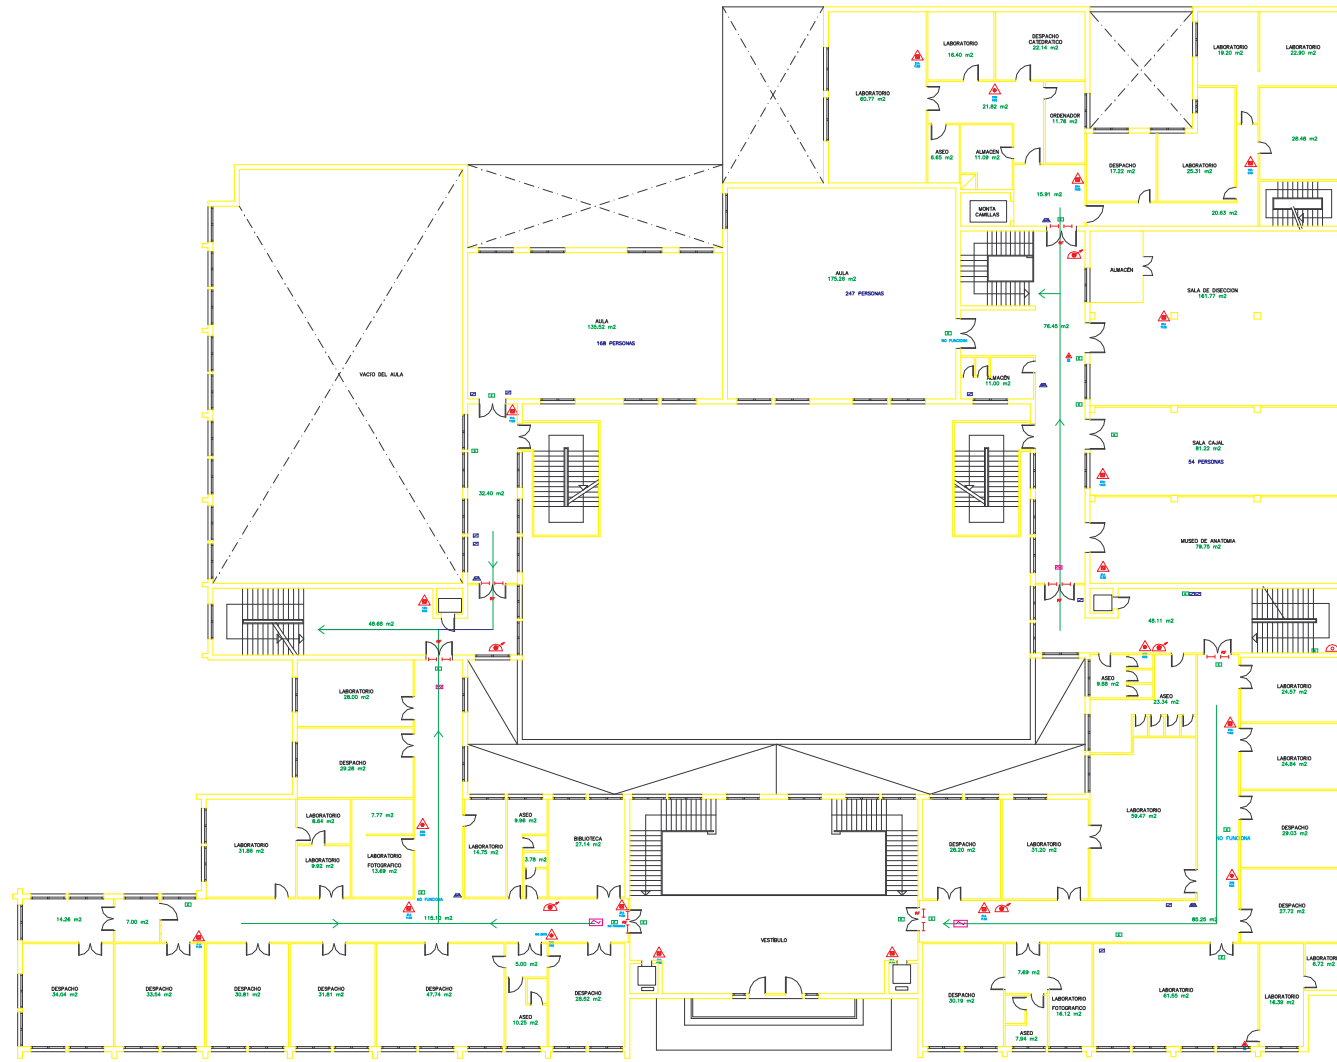 LABORATORIO
60.77 m2
LABORATORIO
16.40 m2
DESPACHO
CATEDRATICO
22.14 m2
LABORATORIO
19.20 m2
LABORATORIO
22.90 m2
21.82 m2
ORDENADOR
11.76 m2
ASEO
6.65 m2
ALMACEN
11.09 m2
DESPACHO
17.22 m2
LABORATORIO
25.31 m2
28.48 m2
15.91 m2
20.63 m2
MONTA
CAMILLAS
AULA
175.26 m2
247 PERSONAS
ALMACÉN
SALA DE DISECCION
161.77 m2
AULA
135.52 m2
168 PERSONAS
NO FUNCIONA
76.45 m2
VACIO DEL AULA
ALMACÉN
11.00 m2
SALA CAJAL
81.22 m2
54 PERSONAS
32.40 m2
MUSEO DE ANATOMIA
79.75 m2
48.68 m2
48.11 m2
LABORATORIO
28.00 m2
ASEO
9.88 m2
ASEO
23.34 m2
LABORATORIO
24.57 m2
DESPACHO
29.28 m2
LABORATORIO
24.84 m2
LABORATORIO
31.86 m2
LABORATORIO
8.64 m2
7.77 m2
LABORATORIO
9.92 m2
LABORATORIO
FOTOGRAFICO
13.69 m2
LABORATORIO
14.75 m2
ASEO
9.96 m2
3.78 m2
BIBLIOTECA
27.14 m2
DESPACHO
28.20 m2
LABORATORIO
31.20 m2
LABORATORIO
59.47 m2
DESPACHO
29.03 m2
NO FUNCIONA
DESPACHO
27.72 m2
NO FUNCIONA
14.26 m2
7.00 m2
115.10 m2
85.25 m2
VESTÍBULO
DESPACHO
34.04 m2
DESPACHO
33.54 m2
DESPACHO
30.81 m2
DESPACHO
31.81 m2
DESPACHO
47.74 m2
5.00 m2
ASEO
10.25 m2
DESPACHO
28.52 m2
DESPACHO
30.19 m2
7.69 m2
ASEO
7.94 m2
LABORATORIO
FOTOGRAFICO
16.12 m2
LABORATORIO
61.55 m2
LABORATORIO
16.39 m2
LABORATORIO
6.72 m2